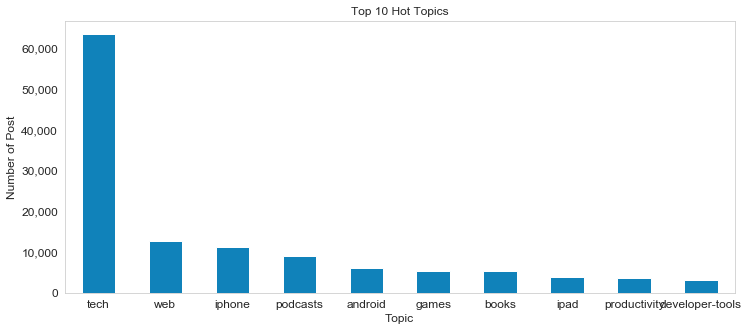 Top 10 Hot Topics
Number of Post
60,000
50,000
40,000
30,000
20,000
10,000
0
tech web iphone podcasts android games books ipad productivity developer-tools
Topic